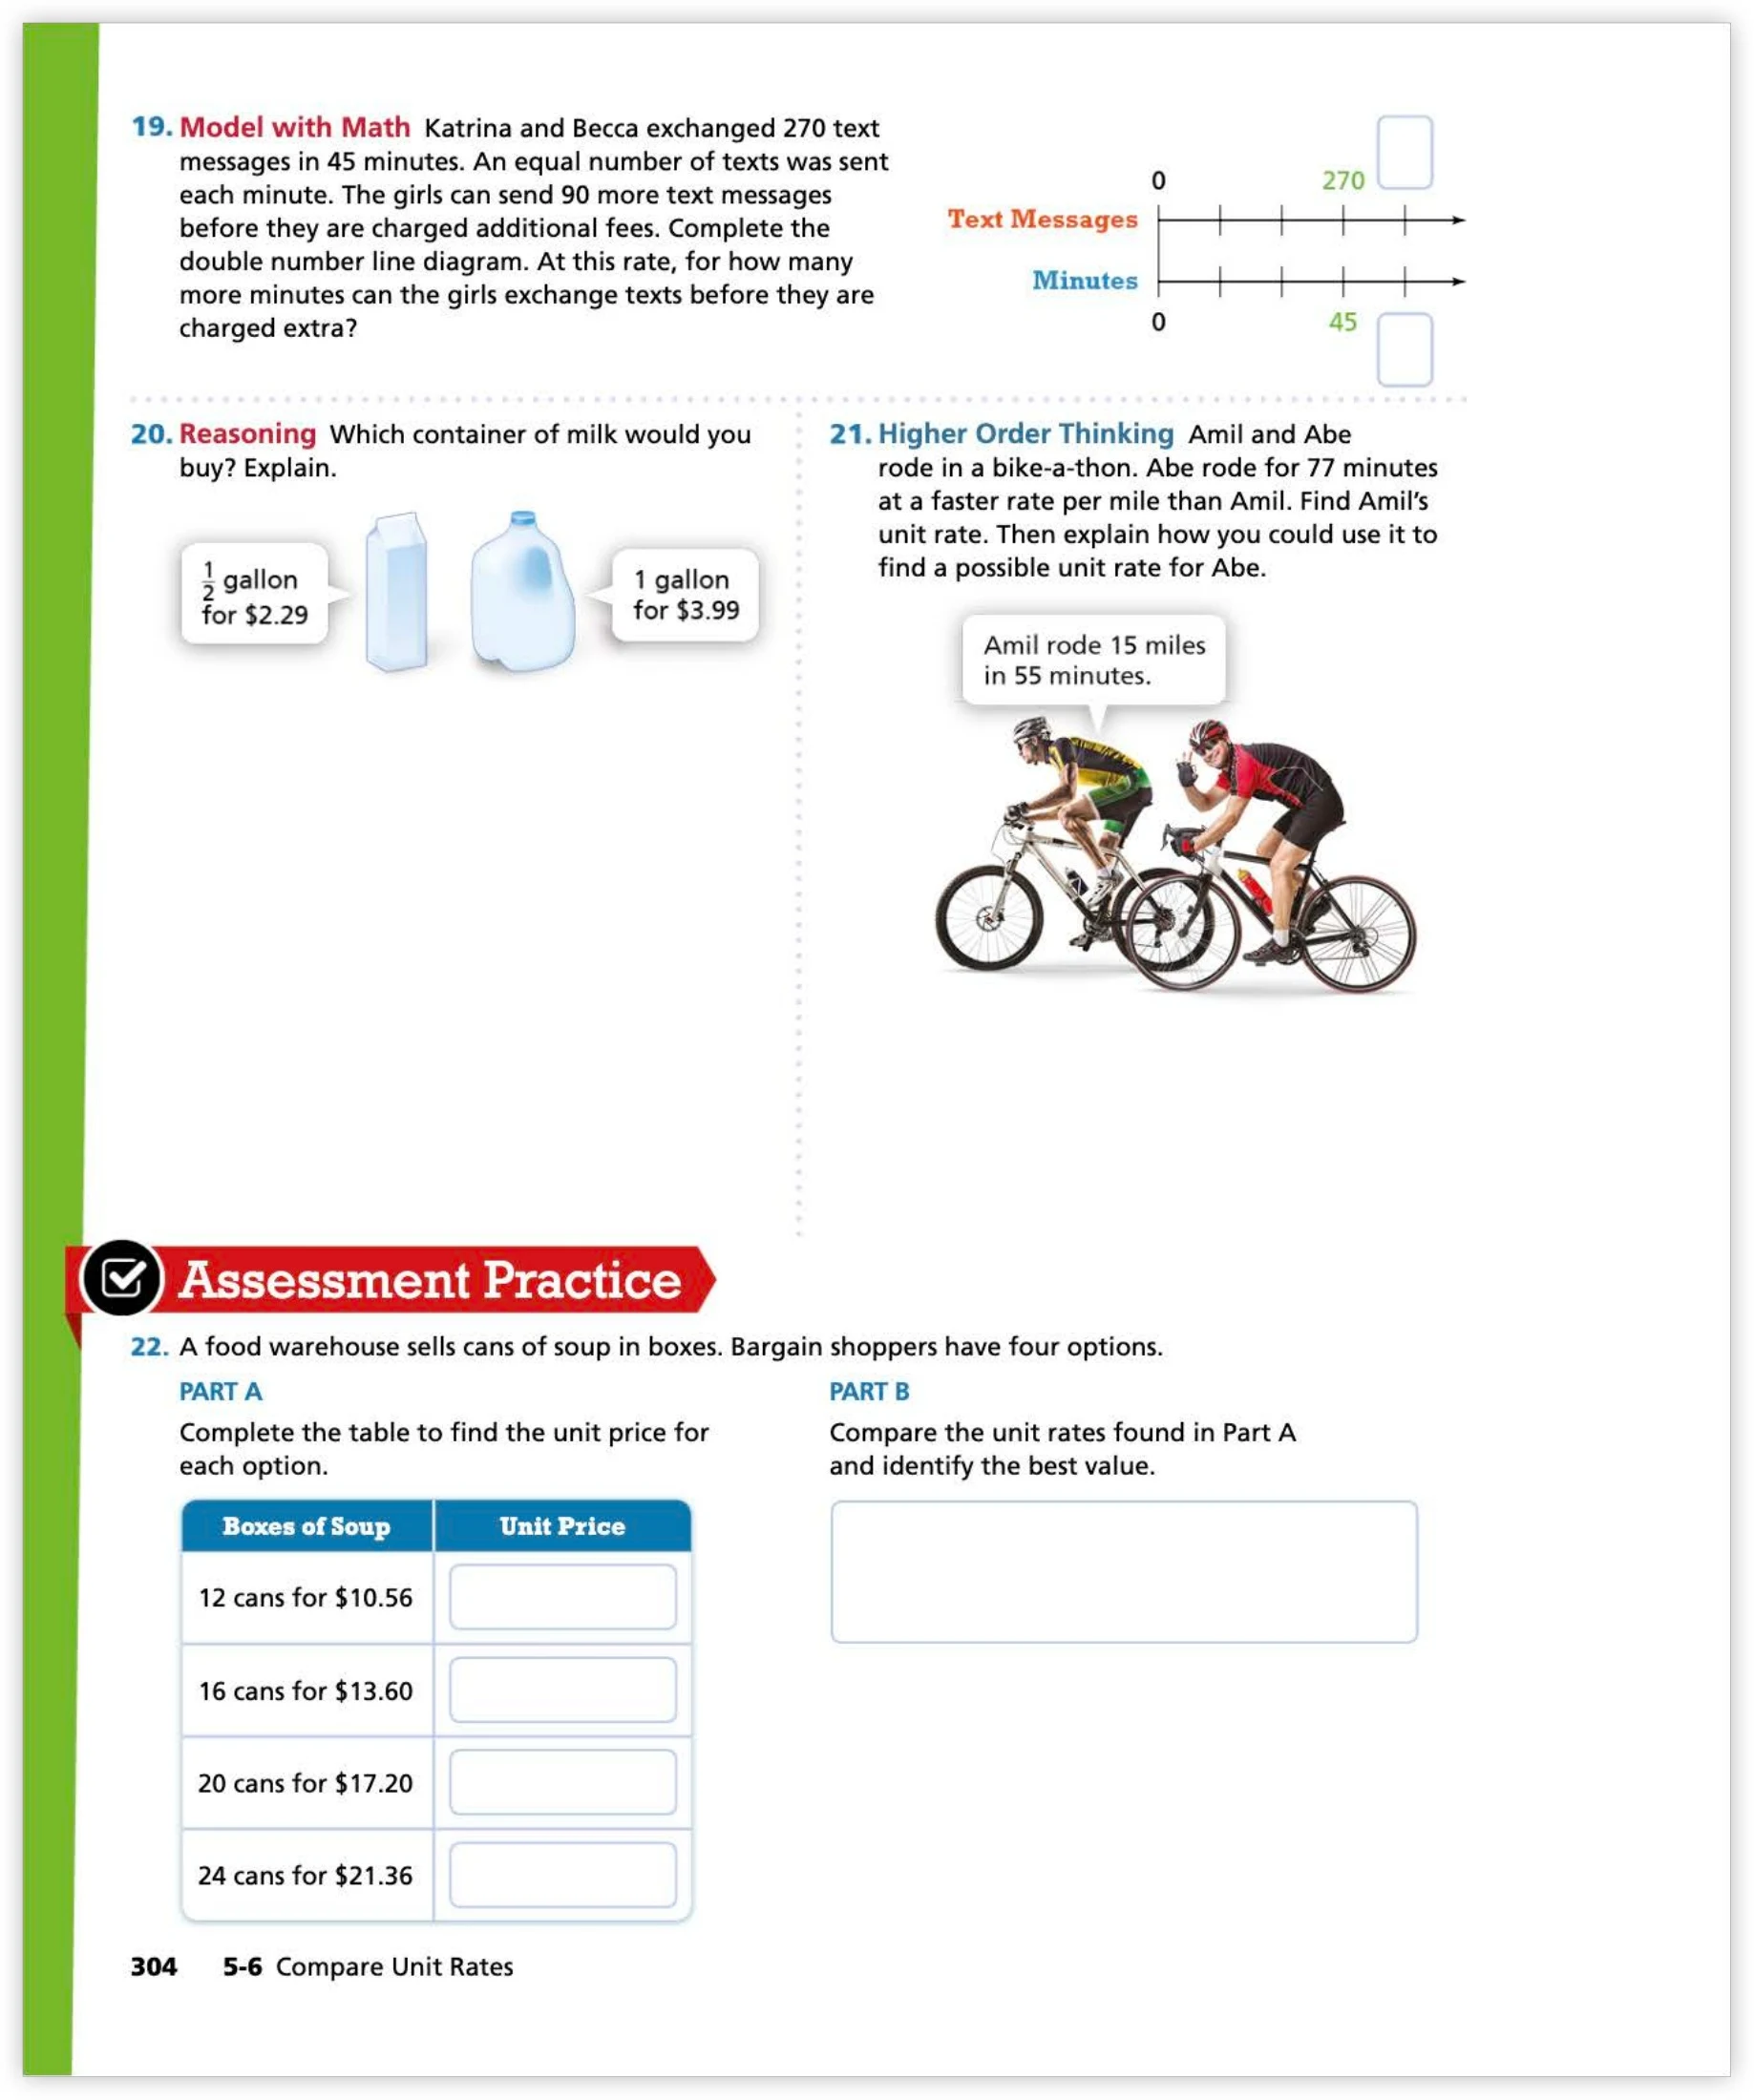 19. Model with Math Katrina and Becca exchanged 270 text
messages in 45 minutes. An equal number of texts was sent
each minute. The girls can send 90 more text messages
before they are charged additional fees. Complete the
double number line diagram. At this rate, for how many
more minutes can the girls exchange texts before they are
charged extra?
0 270
Text Messages
Minutes
0 45
20. Reasoning Which container of milk would you
buy? Explain.
1/2 gallon
for $2.29
1 gallon
for $3.99
21. Higher Order Thinking Amil and Abe
rode in a bike-a-thon. Abe rode for 77 minutes
at a faster rate per mile than Amil. Find Amil's
unit rate. Then explain how you could use it to
find a possible unit rate for Abe.
Amil rode 15 miles
in 55 minutes.
Assessment Practice
22. A food warehouse sells cans of soup in boxes. Bargain shoppers have four options.
PART A
Complete the table to find the unit price for
each option.
Boxes of Soup Unit Price
12 cans for $10.56
16 cans for $13.60
20 cans for $17.20
24 cans for $21.36
PART B
Compare the unit rates found in Part A
and identify the best value.
304 5-6 Compare Unit Rates